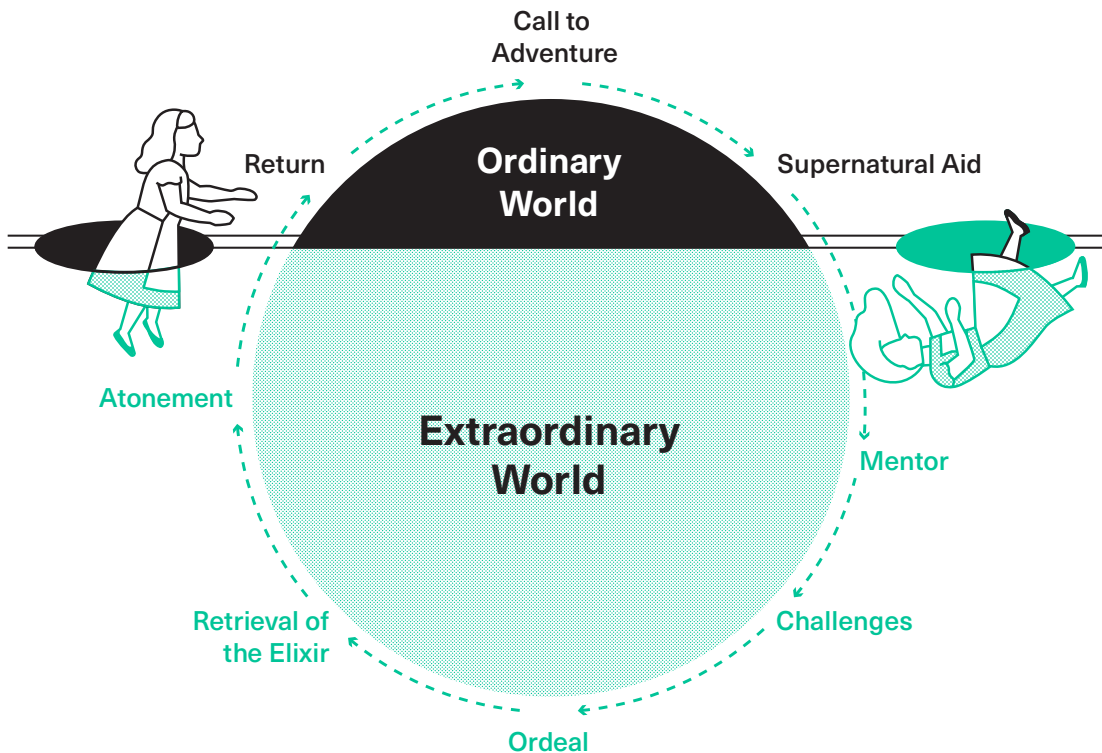 Call to
Adventure
Return
Ordinary
World
Supernatural Aid
Extraordinary
World
Atonement
Mentor
Retrieval of
the Elixir
Challenges
Ordeal